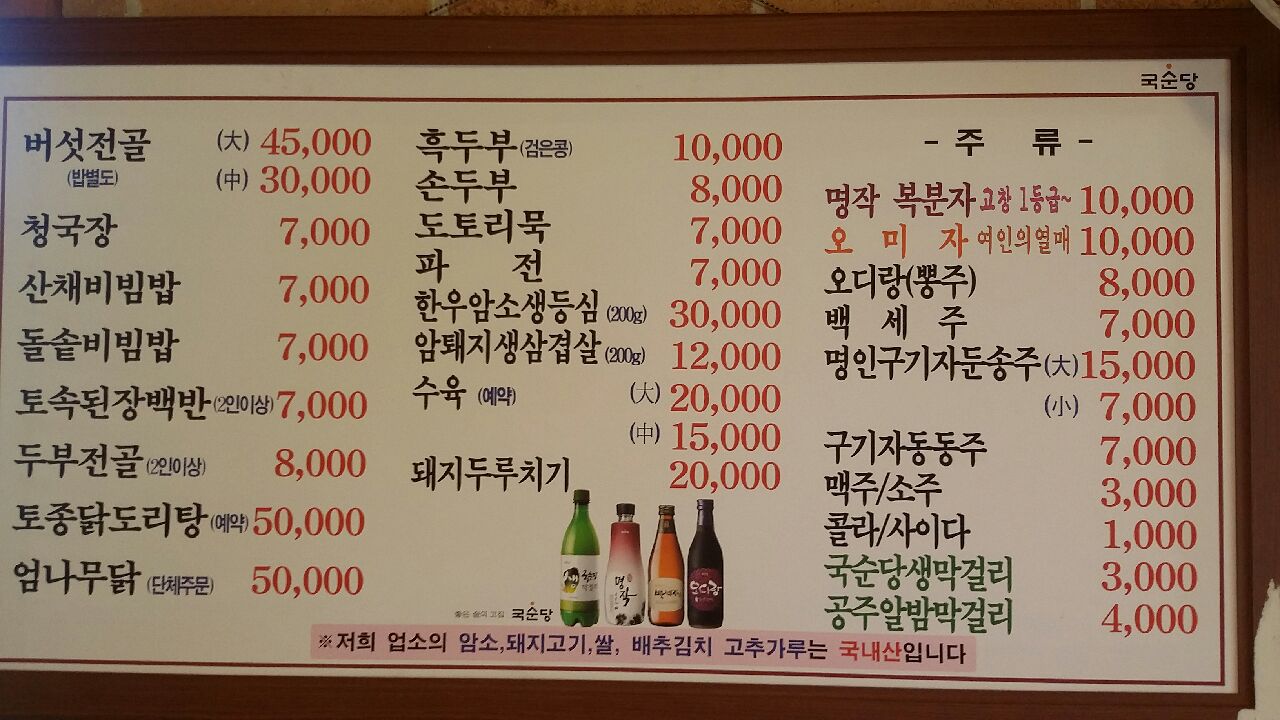 국순당
버섯전골 (大) 45,000
(밥별도) (中) 30,000
청국장 7,000
산채비빔밥 7,000
돌솥비빔밥 7,000
토속된장백반(2인이상) 7,000
두부전골(2인이상) 8,000
토종닭도리탕(예약) 50,000
엄나무닭 (단체주문) 50,000
흑두부(검은콩) 10,000
손두부 8,000
도토리묵 7,000
파 전 7,000
한우암소생등심 (200g) 30,000
암퇘지생삼겹살 (200g) 12,000
수육 (예약) (大) 20,000
(中) 15,000
돼지두루치기 20,000
- 주 류 -
명작 복분자 고창 1등급~ 10,000
오 미 자 여인의열매 10,000
오디랑(뽕주) 8,000
백 세 주 7,000
명인구기자둔송주(大) 15,000
(小) 7,000
구기자동동주 7,000
맥주/소주 3,000
콜라/사이다 1,000
국순당생막걸리 3,000
공주알밤막걸리 4,000
명작
오디랑
국순당
※저희 업소의 암소,돼지고기,쌀, 배추김치 고추가루는 국내산입니다